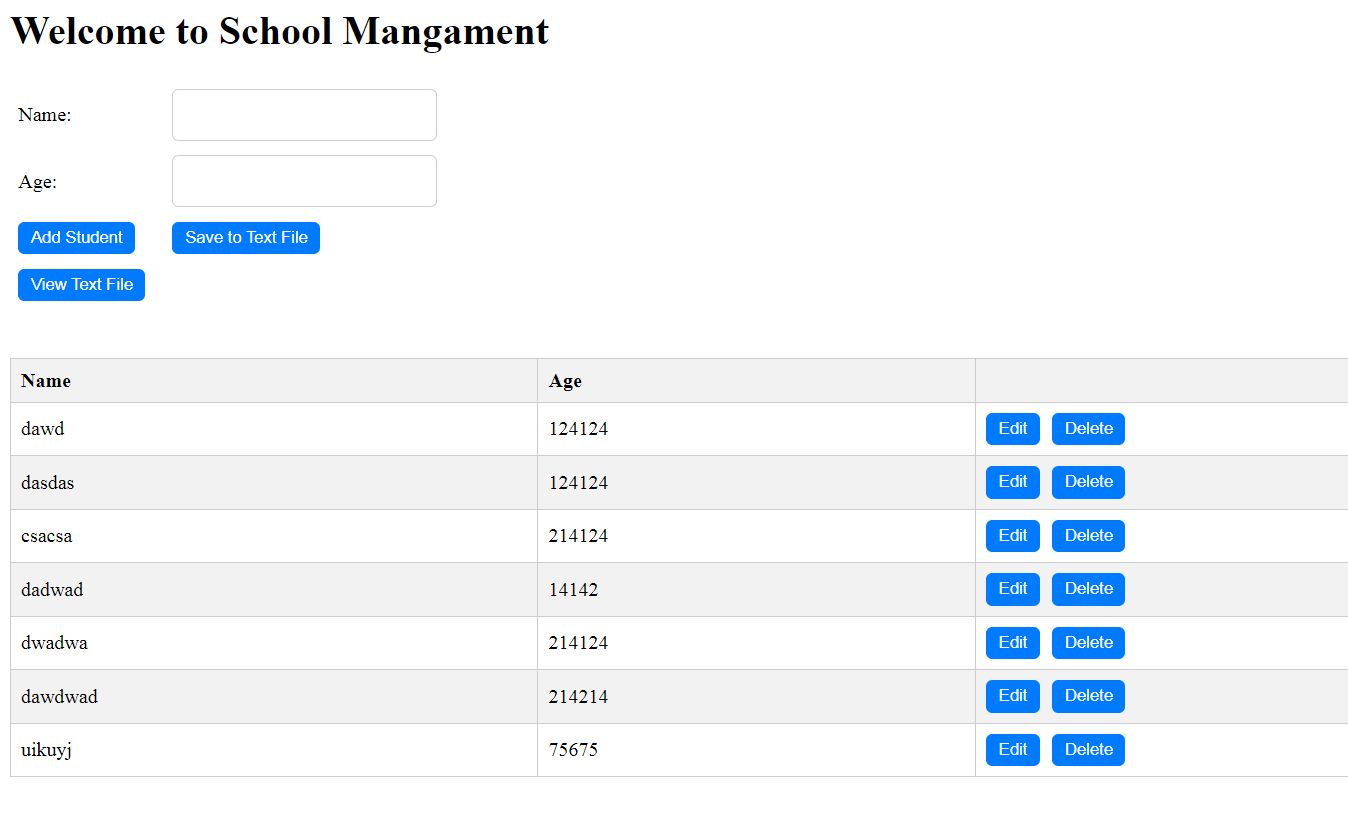 Welcome to School Mangament
Name:
Age:
Add Student Save to Text File
View Text File
Name Age
dawd 124124 Edit Delete
dasdas 124124 Edit Delete
csacsa 214124 Edit Delete
dadwad 14142 Edit Delete
dwadwa 214124 Edit Delete
dawdwad 214214 Edit Delete
uikuyj 75675 Edit Delete